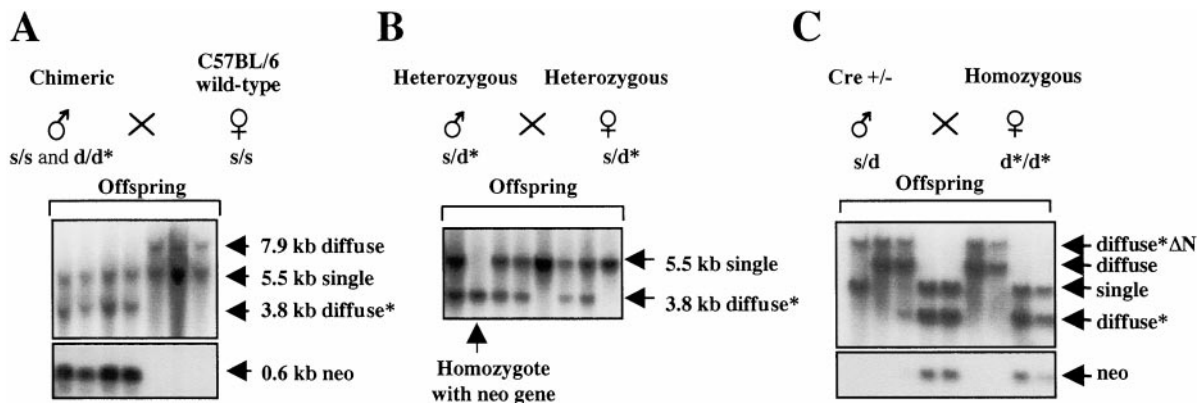 A
Chimeric
C57BL/6
wild-type
♂ × ♀
s/s and d/d*
s/s
Offspring
7.9 kb diffuse
5.5 kb single
3.8 kb diffuse*
0.6 kb neo
B
Heterozygous
Heterozygous
♂ × ♀
s/d*
s/d*
Offspring
5.5 kb single
3.8 kb diffuse*
Homozygote
with neo gene
C
Cre +/-
Homozygous
♂ × ♀
s/d
d*/d*
Offspring
diffuse*ΔN
diffuse
single
diffuse*
neo